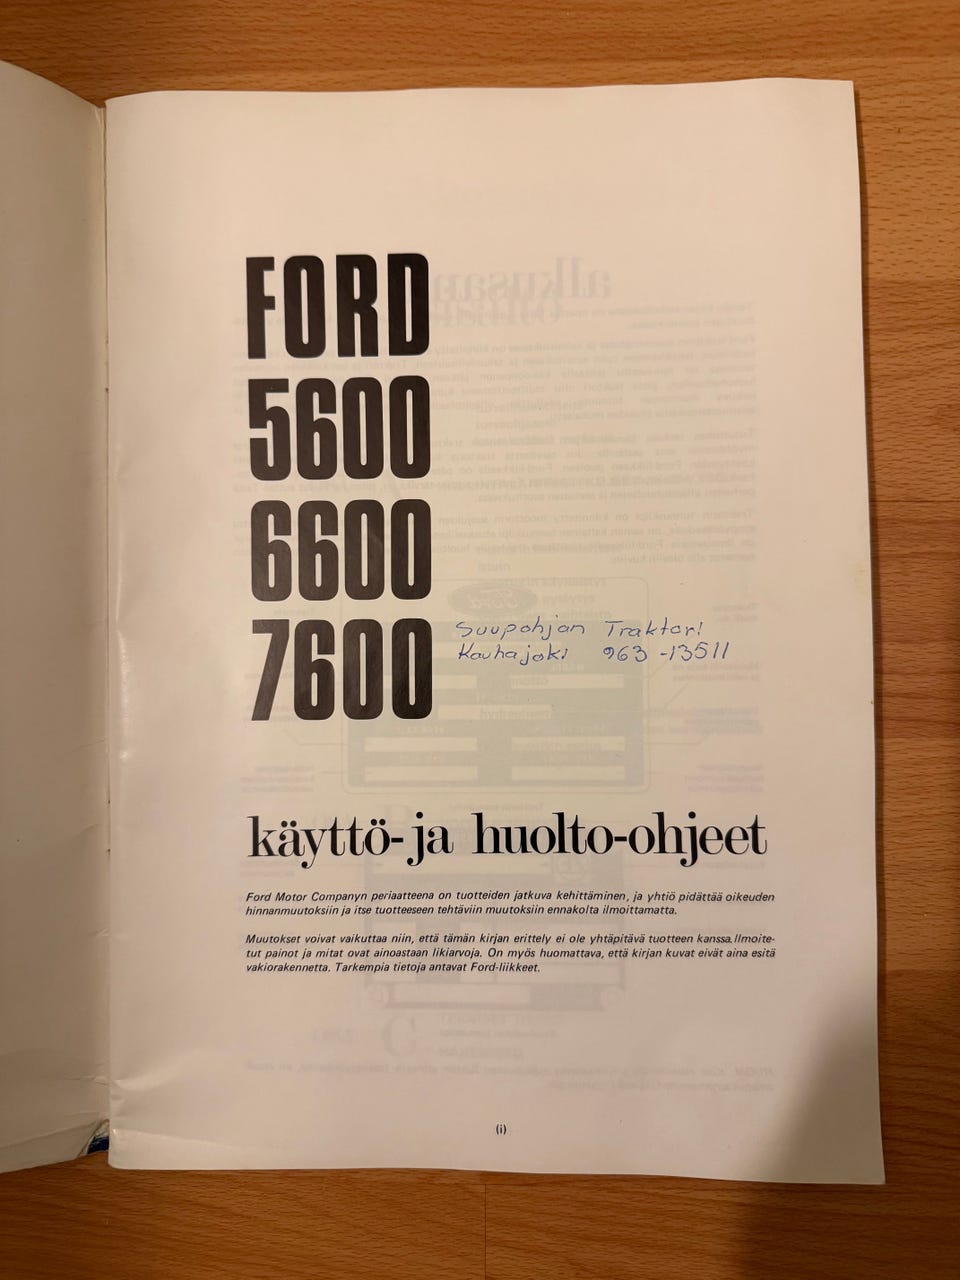 FORD
5600
6600
7600
Suupohjan Traktori
Kauhajoki 963-13511
käyttö- ja huolto-ohjeet
Ford Motor Companyn periaatteena on tuotteiden jatkuva kehittäminen, ja yhtiö pidättää oikeuden
hinnanmuutoksiin ja itse tuotteeseen tehtäviin muutoksiin ennakolta ilmoittamatta.
Muutokset voivat vaikuttaa niin, että tämän kirjan erittely ei ole yhtäpitävä tuotteen kanssa. Ilmoite-
tut painot ja mitat ovat ainoastaan likiarvoja. On myös huomattava, että kirjan kuvat eivät aina esitä
vakiorakennetta. Tarkempia tietoja antavat Ford-liikkeet.
(i)